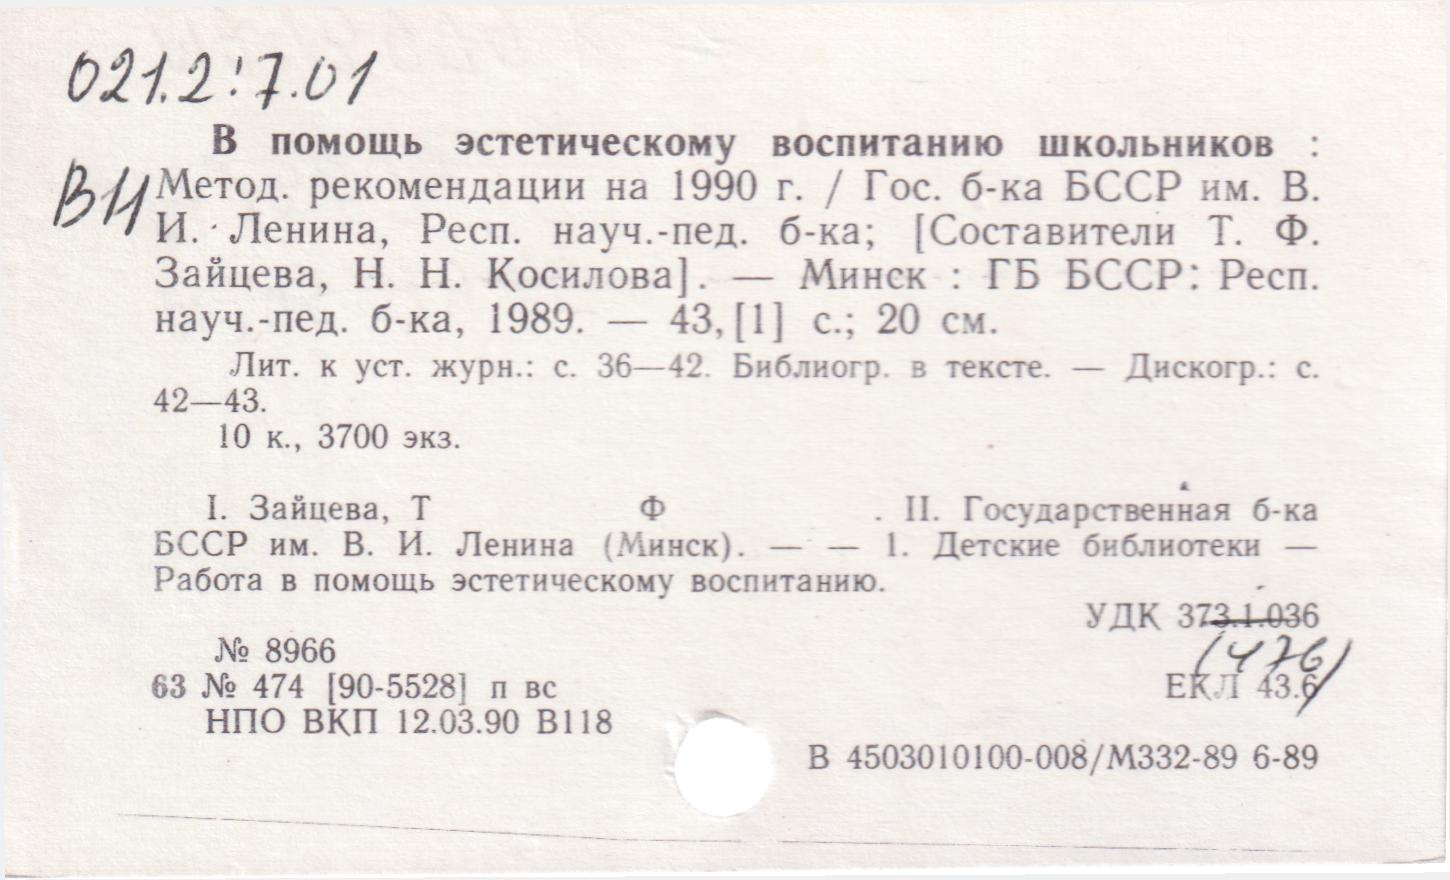 021.2:7.01
В помощь эстетическому воспитанию школьников :
ВН Метод. рекомендации на 1990 г. / Гос. б-ка БССР им. В.
И. Ленина, Респ. науч.-пед. б-ка; [Составители Т. Ф.
Зайцева, Н. Н. Косилова]. — Минск : ГБ БССР: Респ.
науч.-пед. б-ка, 1989. — 43, [1] с.; 20 см.
Лит. к уст. журн.: с. 36—42. Библиогр. в тексте. — Дискогр.: с.
42—43.
10 к., 3700 экз.
I. Зайцева, Т Ф . II. Государственная б-ка
БССР им. В. И. Ленина (Минск). — — 1. Детские библиотеки —
Работа в помощь эстетическому воспитанию.
УДК 373.1.036
(476)
№ 8966
63 № 474 [90-5528] п вс
ЕКЛ 43.6
НПО ВКП 12.03.90 В118
В 4503010100-008/М332-89 6-89